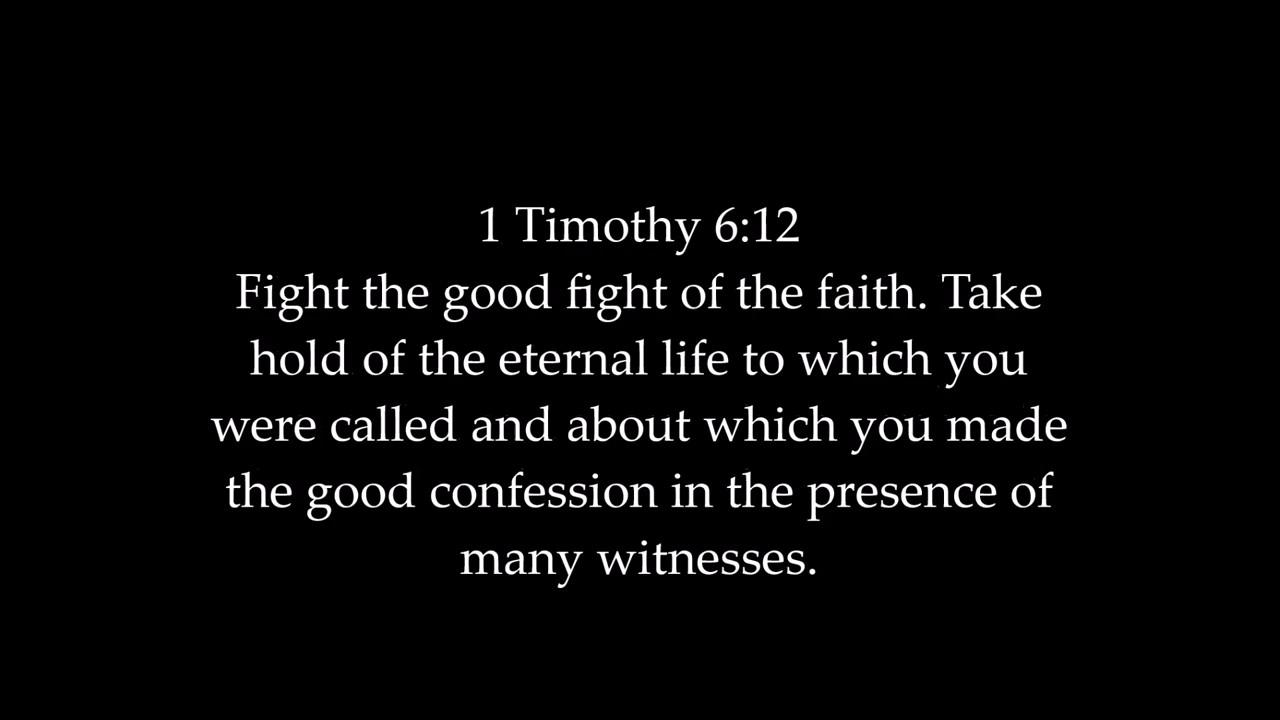 1 Timothy 6:12
Fight the good fight of the faith. Take
hold of the eternal life to which you
were called and about which you made
the good confession in the presence of
many witnesses.